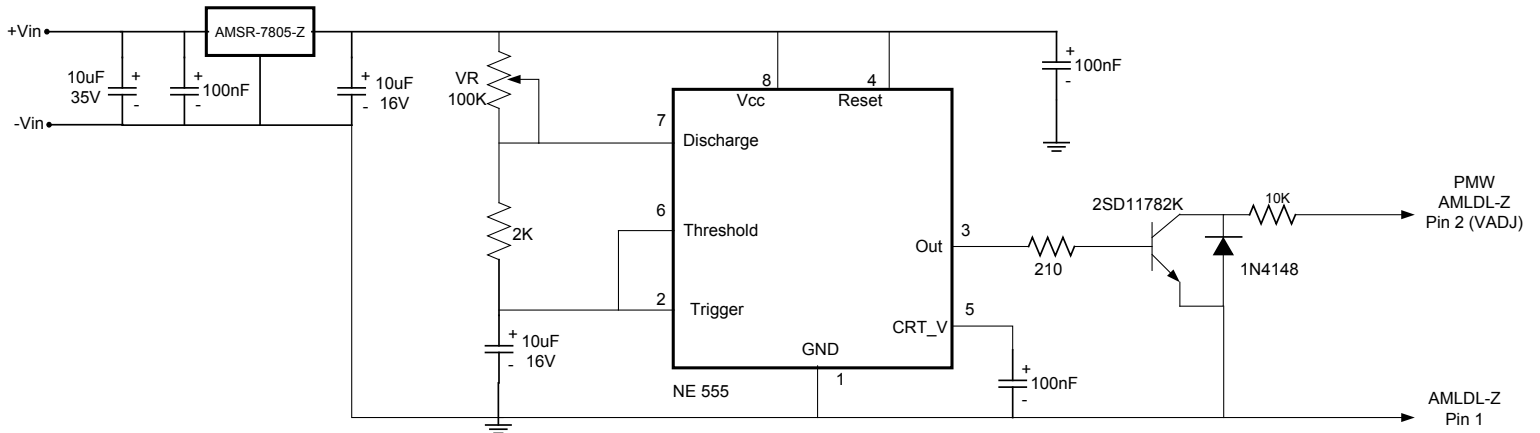 +Vin
AMSR-7805-Z
10uF
35V
+
-
+
-
100nF
+
-
10uF
16V
-Vin
VR
100K
8
Vcc
4
Reset
+
-
100nF
7
Discharge
6
Threshold
2K
2
Trigger
+
-
10uF
16V
Out
3
210
2SD11782K
10K
1N4148
PMW
AMLDL-Z
Pin 2 (VADJ)
5
CRT_V
GND
1
NE 555
+
-
100nF
AMLDL-Z
Pin 1